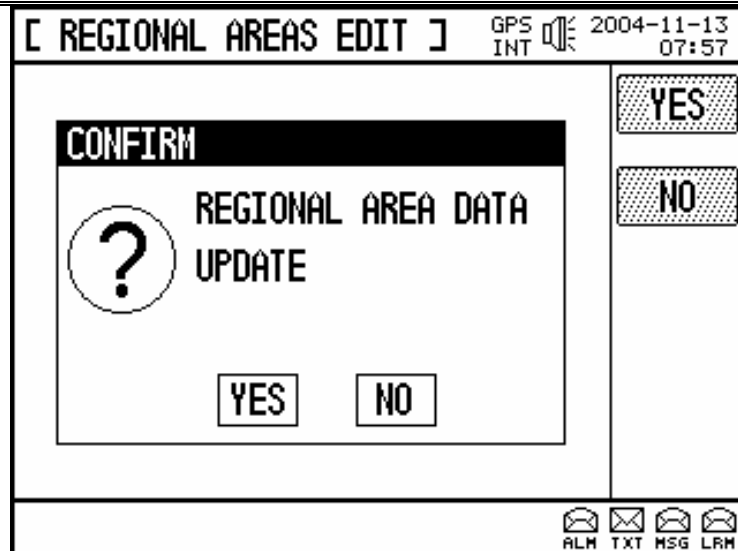 [ REGIONAL AREAS EDIT ] GPS INT 2004-11-13 07:57
YES
CONFIRM
REGIONAL AREA DATA
UPDATE
NO
YES NO
ALM TXT MSG LRM